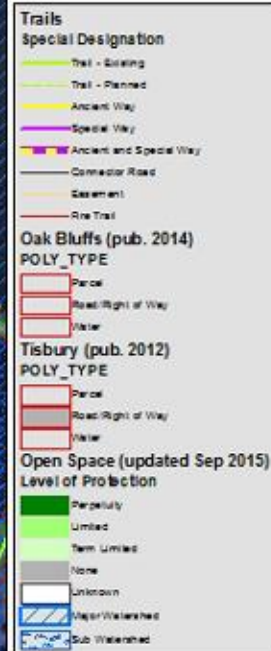 Trails
Special Designation
Trail - Existing
Trail - Planned
Ancient Way
Special Way
Ancient and Special Way
Connector Road
Easement
Fire Trail
Oak Bluffs (pub. 2014)
POLY_TYPE
Parcel
Road/Right of Way
Water
Tisbury (pub. 2012)
POLY_TYPE
Parcel
Road/Right of Way
Water
Open Space (updated Sep 2015)
Level of Protection
Perpetuity
Limited
Term Limited
None
Unknown
Major Watershed
Sub Watershed